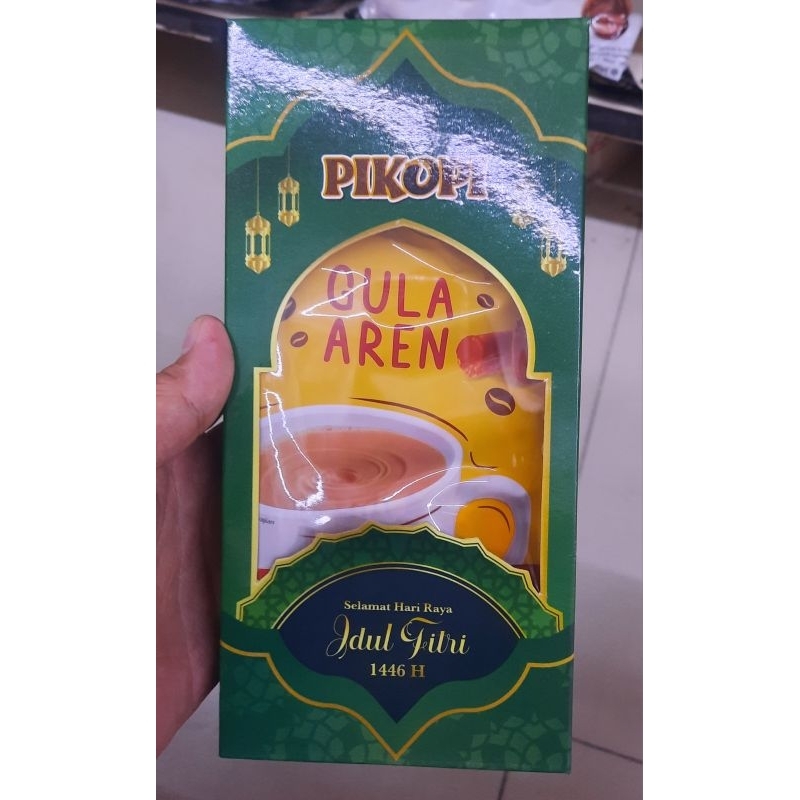 PIKOPI
GULA
AREN
Selamat Hari Raya
Idul Fitri
1446 H